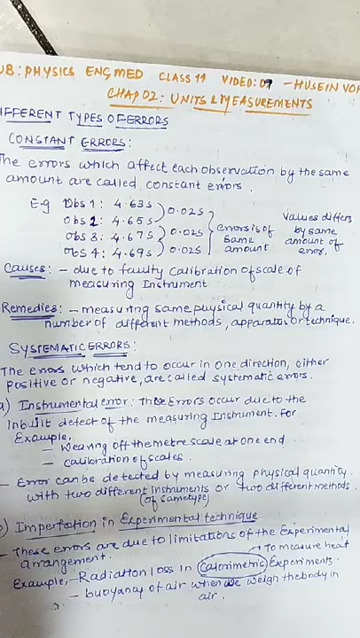 UB: PHYSICS ENG MED CLASS 11 VIDEO: 07 - HUSEIN VOH
CHAP 02: UNITS & MEASUREMENTS
IFFERENT TYPES OF ERRORS
CONSTANT ERRORS:
The errors which affect each observation by the same
amount are called constant errors.
Eg Obs 1: 4.63s
Obs 2: 4.65s
Obs 3: 4.67s
Obs 4: 4.69s
0.02s
0.02s
0.02s
errors is of
same
amount
values differs
by same
amount of
error.
Causes: - due to faulty Calibration of scale of
measuring Instrument
Remedies: - measuring same physical quantity by a
number of different methods, apparatus or technique.
SYSTEMATIC ERRORS:
The errors which tend to occur in one direction, either
positive or negative, are called systematic errors.
a) Instrumental error: These Errors occur due to the
Inbuilt defect of the measuring Instrument. For
Example,
- Wearing off the metre scale at one end
- calibration of scales.
- Error can be detected by measuring physical quantity
with two different instruments or two different methods.
(of same type)
) Imperfation in Experimental technique
- These errors are due to limitations of the Experimental
arrangement.
→ To measure heat
Example, - Radiation loss in Calorimetric Experiments.
- buoyancy of air when we weigh the body in
air.